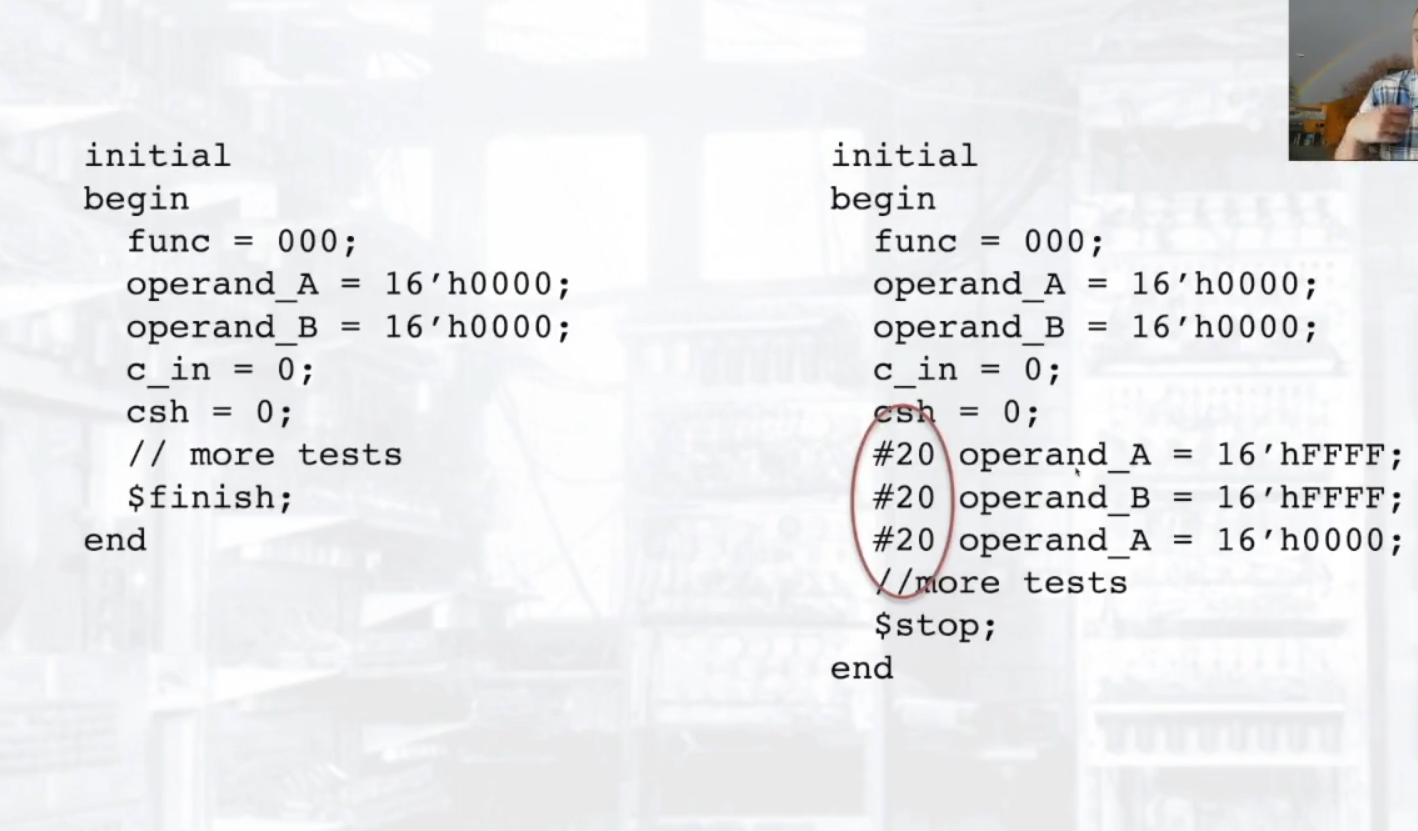 initial
begin
func = 000;
operand_A = 16’h0000;
operand_B = 16’h0000;
c_in = 0;
csh = 0;
// more tests
$finish;
end
initial
begin
func = 000;
operand_A = 16’h0000;
operand_B = 16’h0000;
c_in = 0;
csh = 0;
#20 operand_A = 16’hFFFF;
#20 operand_B = 16’hFFFF;
#20 operand_A = 16’h0000;
//more tests
$stop;
end